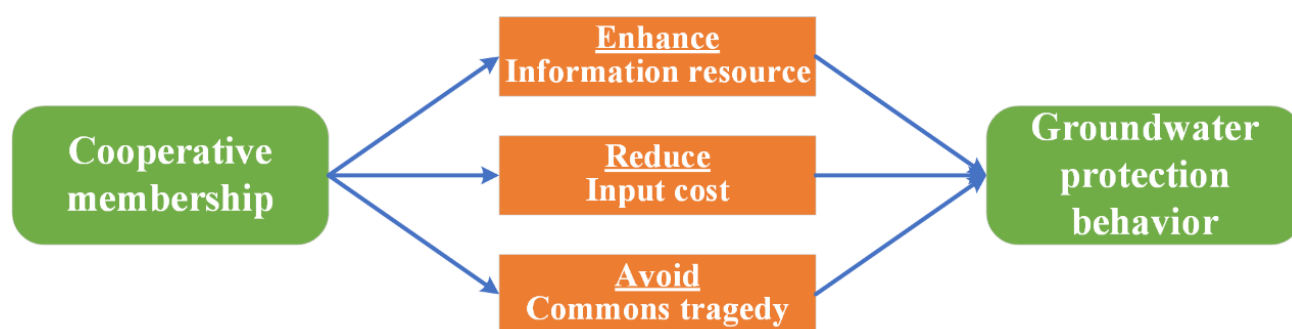 Cooperative
membership
Enhance
Information resource
Reduce
Input cost
Avoid
Commons tragedy
Groundwater
protection
behavior